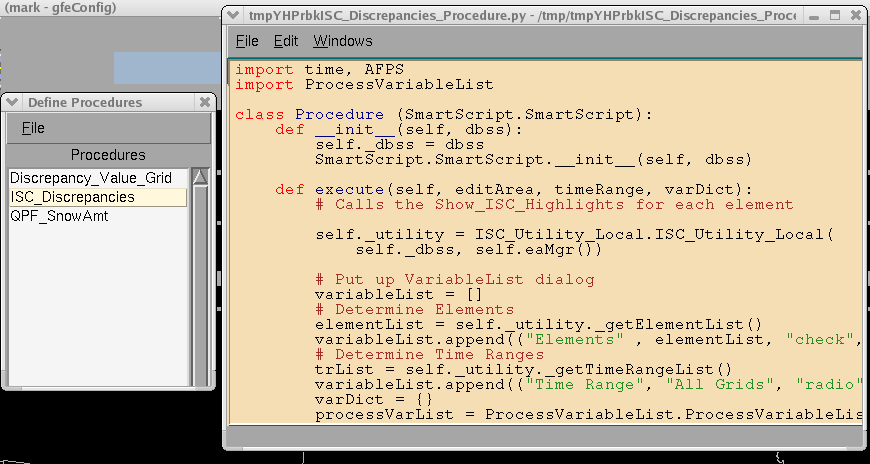 (mark - gfeConfig)
tmpYHPrbkISC_Discrepancies_Procedure.py - /tmp/tmpYHPrbkISC_Discrepancies_Proce
File Edit Windows
Define Procedures
File
Procedures
Discrepancy_Value_Grid
ISC_Discrepancies
QPF_SnowAmt
import time, AFPS
import ProcessVariableList
class Procedure (SmartScript.SmartScript):
    def __init__(self, dbss):
        self._dbss = dbss
        SmartScript.SmartScript.__init__(self, dbss)
    def execute(self, editArea, timeRange, varDict):
        # Calls the Show_ISC_Highlights for each element
        self._utility = ISC_Utility_Local.ISC_Utility_Local(
            self._dbss, self.eaMgr())
        # Put up VariableList dialog
        variableList = []
        # Determine Elements
        elementList = self._utility._getElementList()
        variableList.append(("Elements" , elementList, "check",
        # Determine Time Ranges
        trList = self._utility._getTimeRangeList()
        variableList.append(("Time Range", "All Grids", "radio"
        varDict = {}
        processVarList = ProcessVariableList.ProcessVariableLis